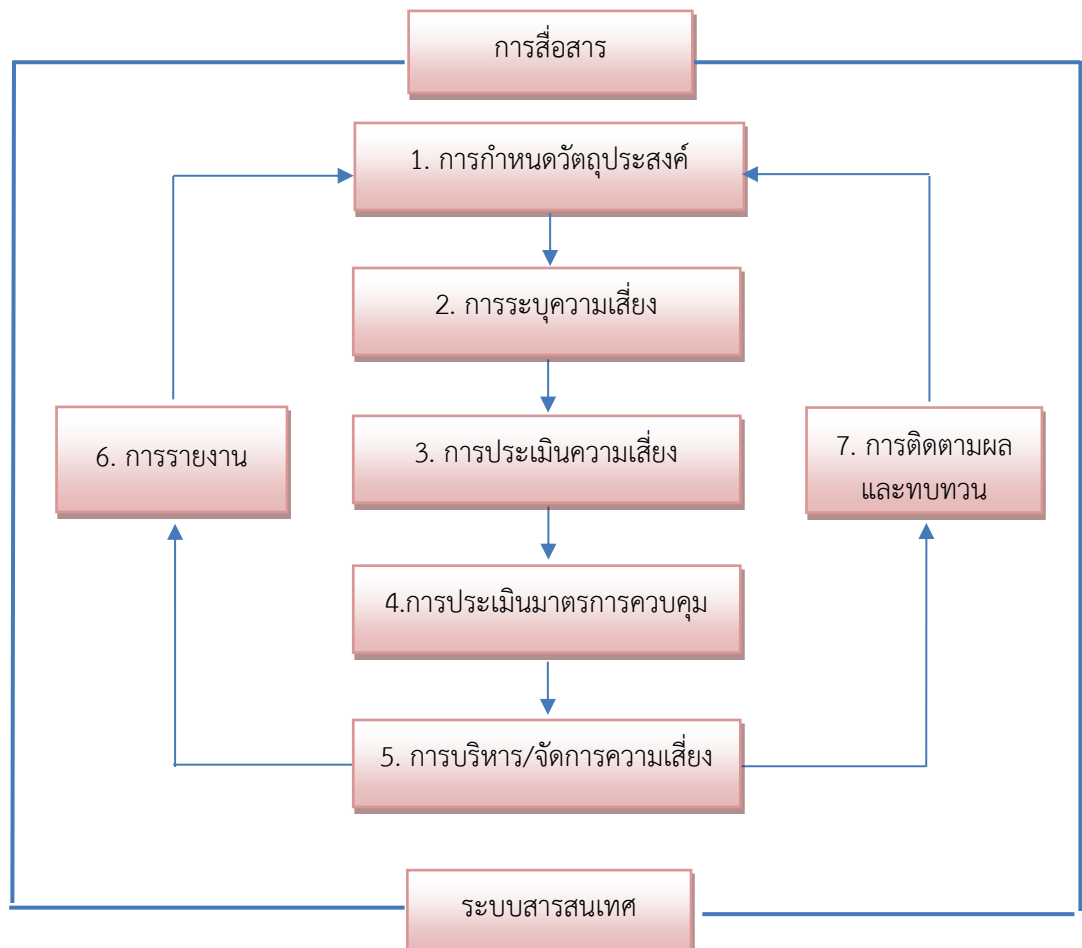 การสื่อสาร
1. การกำหนดวัตถุประสงค์
2. การระบุความเสี่ยง
3. การประเมินความเสี่ยง
4.การประเมินมาตรการควบคุม
5. การบริหาร/จัดการความเสี่ยง
6. การรายงาน
7. การติดตามผล
และทบทวน
ระบบสารสนเทศ